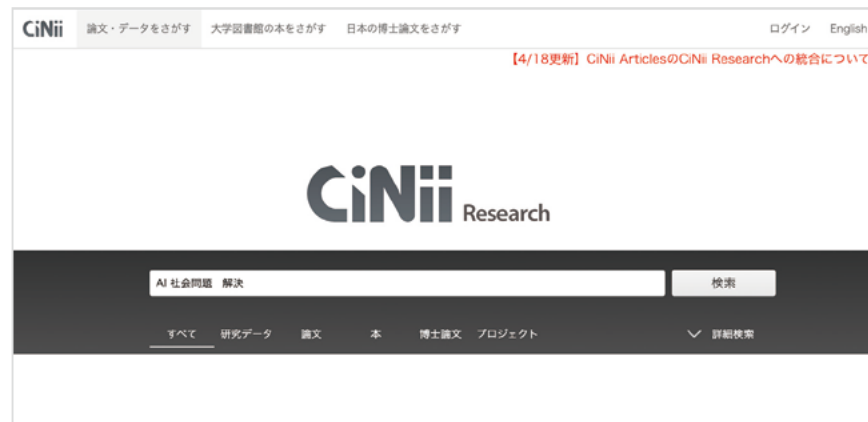 CiNii 論文・データをさがす 大学図書館の本をさがす 日本の博士論文をさがす ログイン English
【4/18更新】CiNii ArticlesのCiNii Researchへの統合について
CiNii Research
AI 社会問題　解決 検索
すべて 研究データ 論文 本 博士論文 プロジェクト 詳細検索